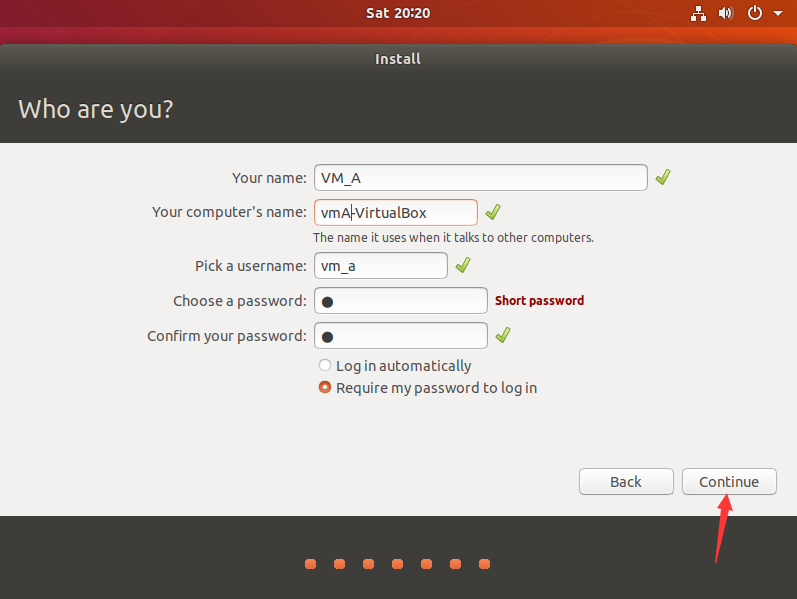 Sat 20:20
Install
Who are you?
Your name: VM_A
Your computer's name: vmA-VirtualBox
The name it uses when it talks to other computers.
Pick a username: vm_a
Choose a password: ● Short password
Confirm your password: ●
Log in automatically
Require my password to log in
Back Continue